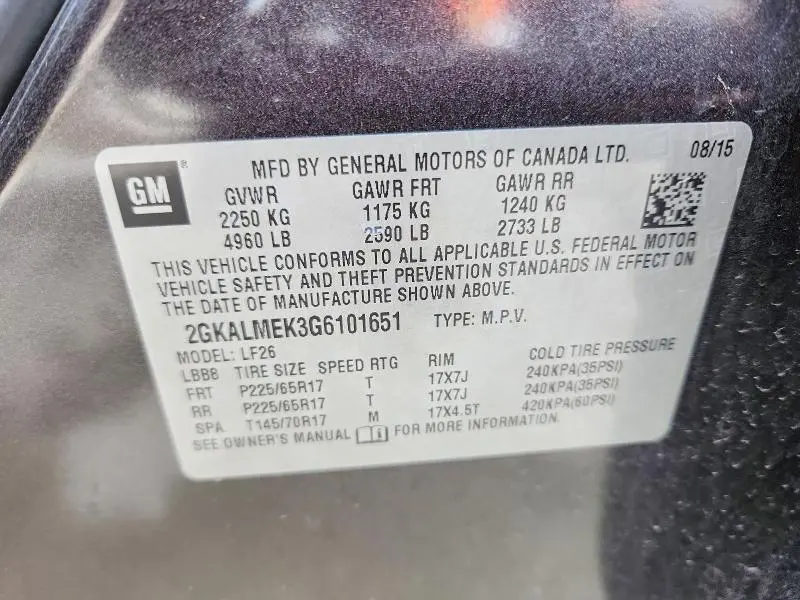 GM
®
MFD BY GENERAL MOTORS OF CANADA LTD. 08/15
GVWR GAWR FRT GAWR RR
2250 KG 1175 KG 1240 KG
4960 LB 2590 LB 2733 LB
THIS VEHICLE CONFORMS TO ALL APPLICABLE U.S. FEDERAL MOTOR
VEHICLE SAFETY AND THEFT PREVENTION STANDARDS IN EFFECT ON
THE DATE OF MANUFACTURE SHOWN ABOVE.
2GKALMEK3G6101651 TYPE: M.P.V.
MODEL: LF26
LBB8 TIRE SIZE SPEED RTG RIM COLD TIRE PRESSURE
FRT P225/65R17 T 17X7J 240KPA(35PSI)
RR P225/65R17 T 17X7J 240KPA(35PSI)
SPA T145/70R17 M 17X4.5T 420KPA(60PSI)
SEE OWNER'S MANUAL FOR MORE INFORMATION.